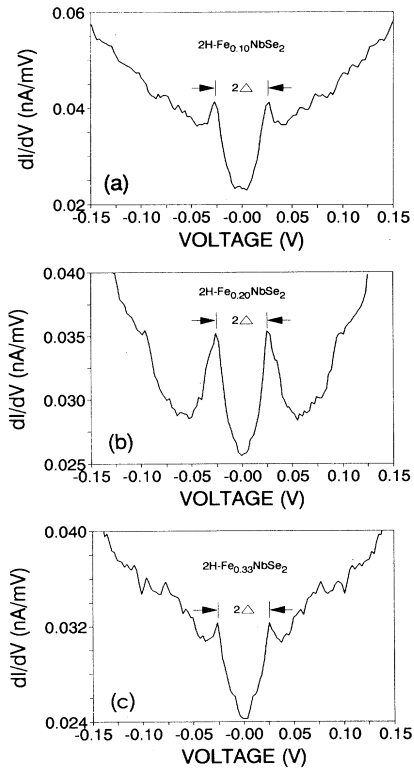 0.06
2H-Fe0.10NbSe2
2△
0.04
dI/dV (nA/mV)
(a)
0.02
-0.15 -0.10 -0.05 -0.00 0.05 0.10 0.15
VOLTAGE (V)
0.040
2H-Fe0.20NbSe2
2△
0.035
dI/dV (nA/mV)
0.030
(b)
0.025
-0.15 -0.10 -0.05 -0.00 0.05 0.10 0.15
VOLTAGE (V)
0.040
2H-Fe0.33NbSe2
2△
0.032
dI/dV (nA/mV)
(c)
0.024
-0.15 -0.10 -0.05 -0.00 0.05 0.10 0.15
VOLTAGE (V)